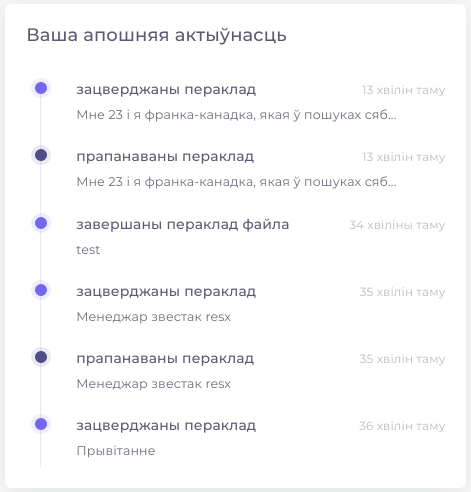 Ваша апошняя актыўнасць
зацверджаны пераклад 13 хвілін таму
Мне 23 і я франка-канадка, якая ў пошуках сяб...
прапанаваны пераклад 13 хвілін таму
Мне 23 і я франка-канадка, якая ў пошуках сяб...
завершаны пераклад файла 34 хвіліны таму
test
зацверджаны пераклад 35 хвілін таму
Менеджар звестак resx
прапанаваны пераклад 35 хвілін таму
Менеджар звестак resx
зацверджаны пераклад 36 хвілін таму
Прывітанне